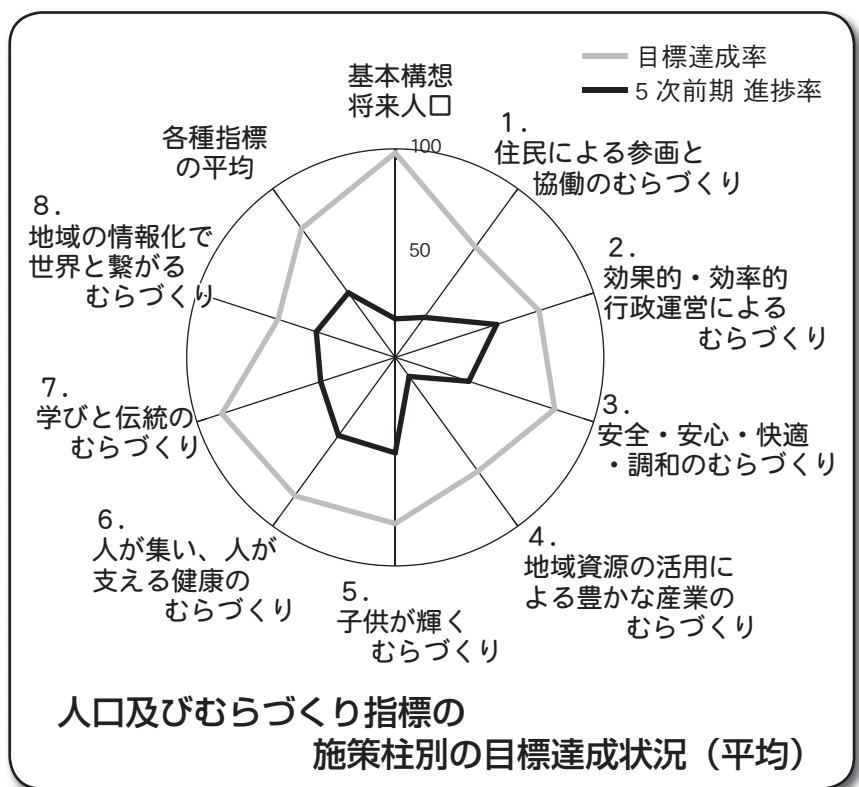 目標達成率
5次前期 進捗率
基本構想
将来人口
100
50
1.
住民による参画と
協働のむらづくり
2.
効果的・効率的
行政運営による
むらづくり
3.
安全・安心・快適
・調和のむらづくり
4.
地域資源の活用に
よる豊かな産業の
むらづくり
5.
子供が輝く
むらづくり
6.
人が集い、人が
支える健康の
むらづくり
7.
学びと伝統の
むらづくり
8.
地域の情報化で
世界と繋がる
むらづくり
各種指標
の平均
人口及びむらづくり指標の
施策柱別の目標達成状況（平均）